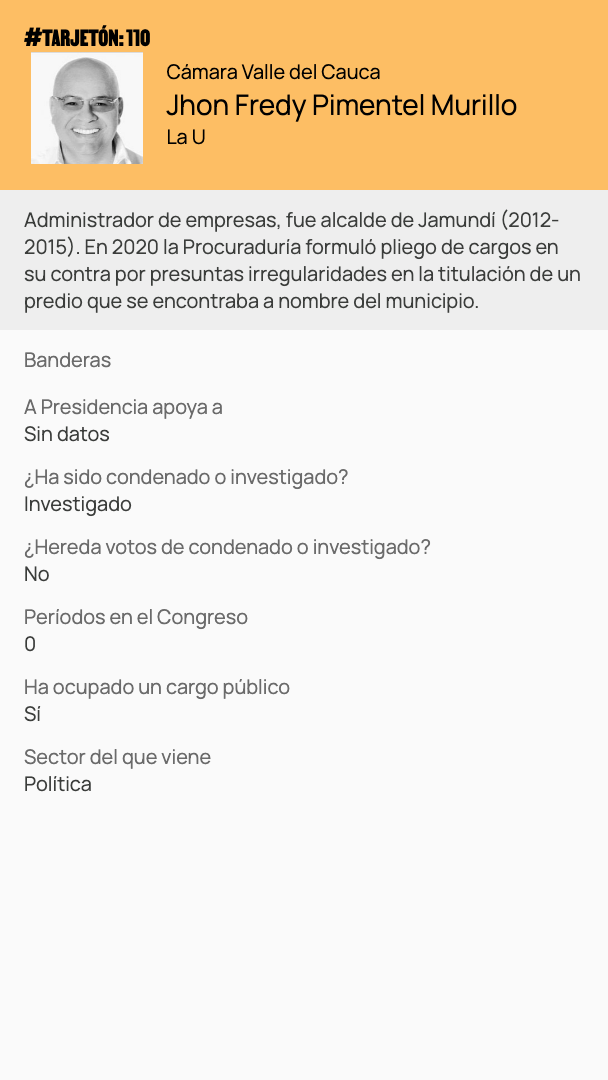 #TARJETÓN: 110
Cámara Valle del Cauca
Jhon Fredy Pimentel Murillo
La U
Administrador de empresas, fue alcalde de Jamundí (2012-
2015). En 2020 la Procuraduría formuló pliego de cargos en
su contra por presuntas irregularidades en la titulación de un
predio que se encontraba a nombre del municipio.
Banderas
A Presidencia apoya a
Sin datos
¿Ha sido condenado o investigado?
Investigado
¿Hereda votos de condenado o investigado?
No
Períodos en el Congreso
0
Ha ocupado un cargo público
Sí
Sector del que viene
Política